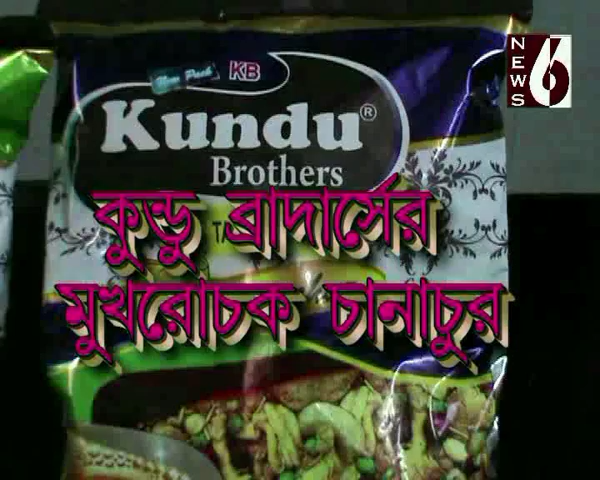 NEWS 6
New Pack KB
Kundu®
Brothers
কুন্ডু ব্রাদার্সের
মুখরোচক চানাচুর